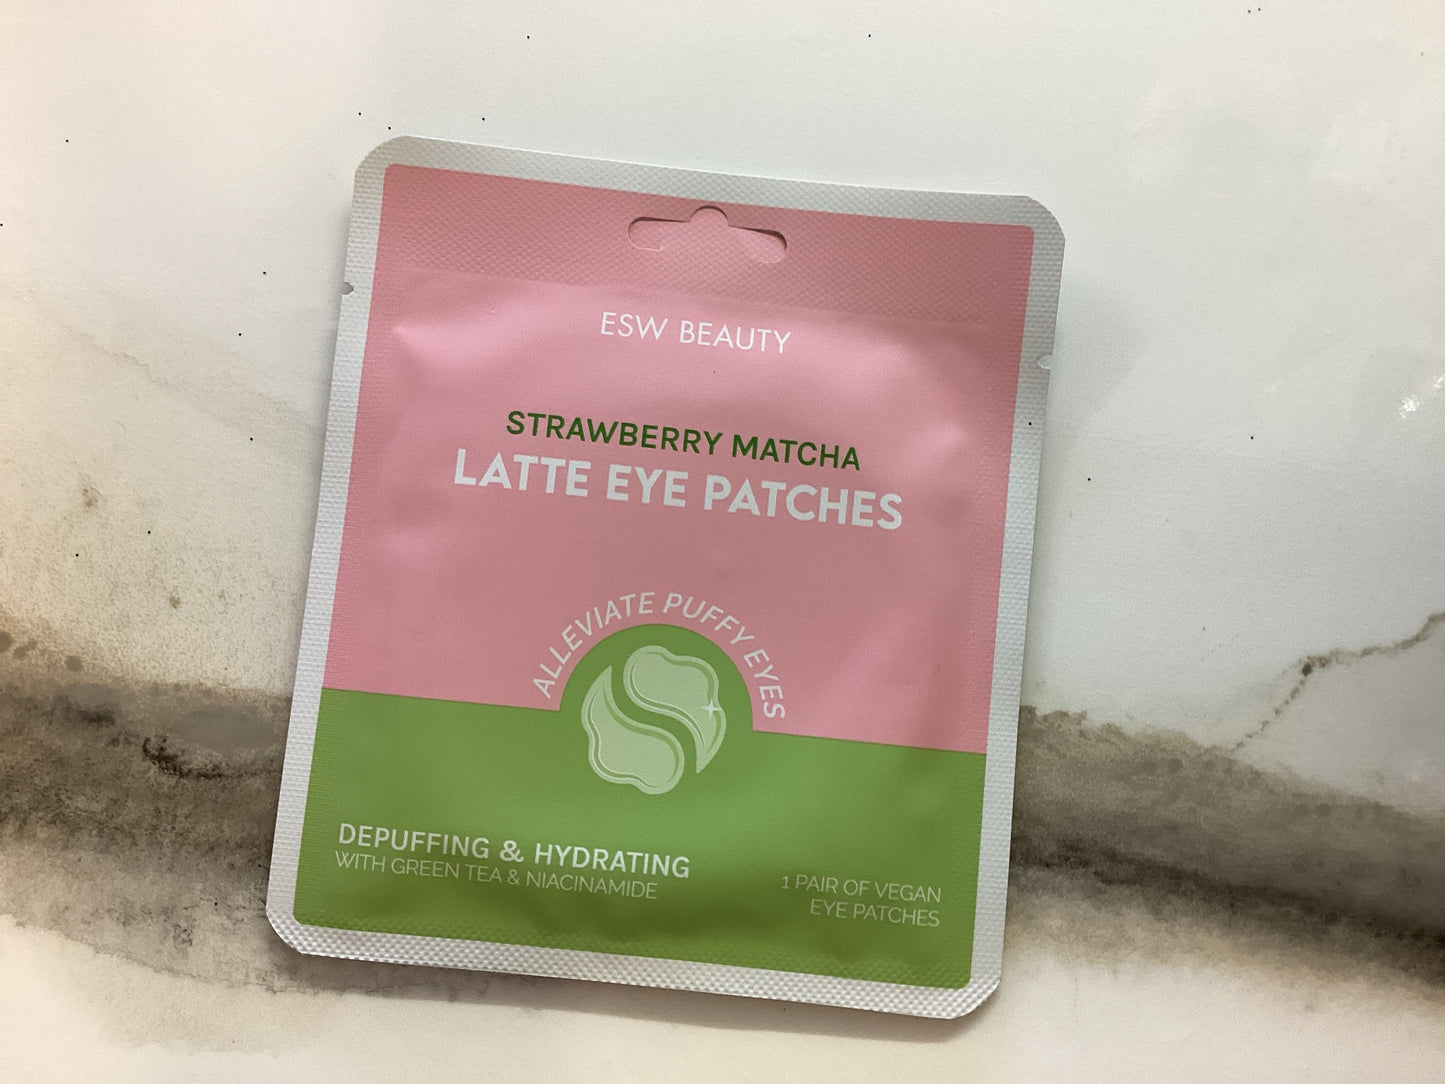 ESW BEAUTY
STRAWBERRY MATCHA
LATTE EYE PATCHES
ALLEVIATE PUFFY EYES
DEPUFFING & HYDRATING
WITH GREEN TEA & NIACINAMIDE
1 PAIR OF VEGAN
EYE PATCHES